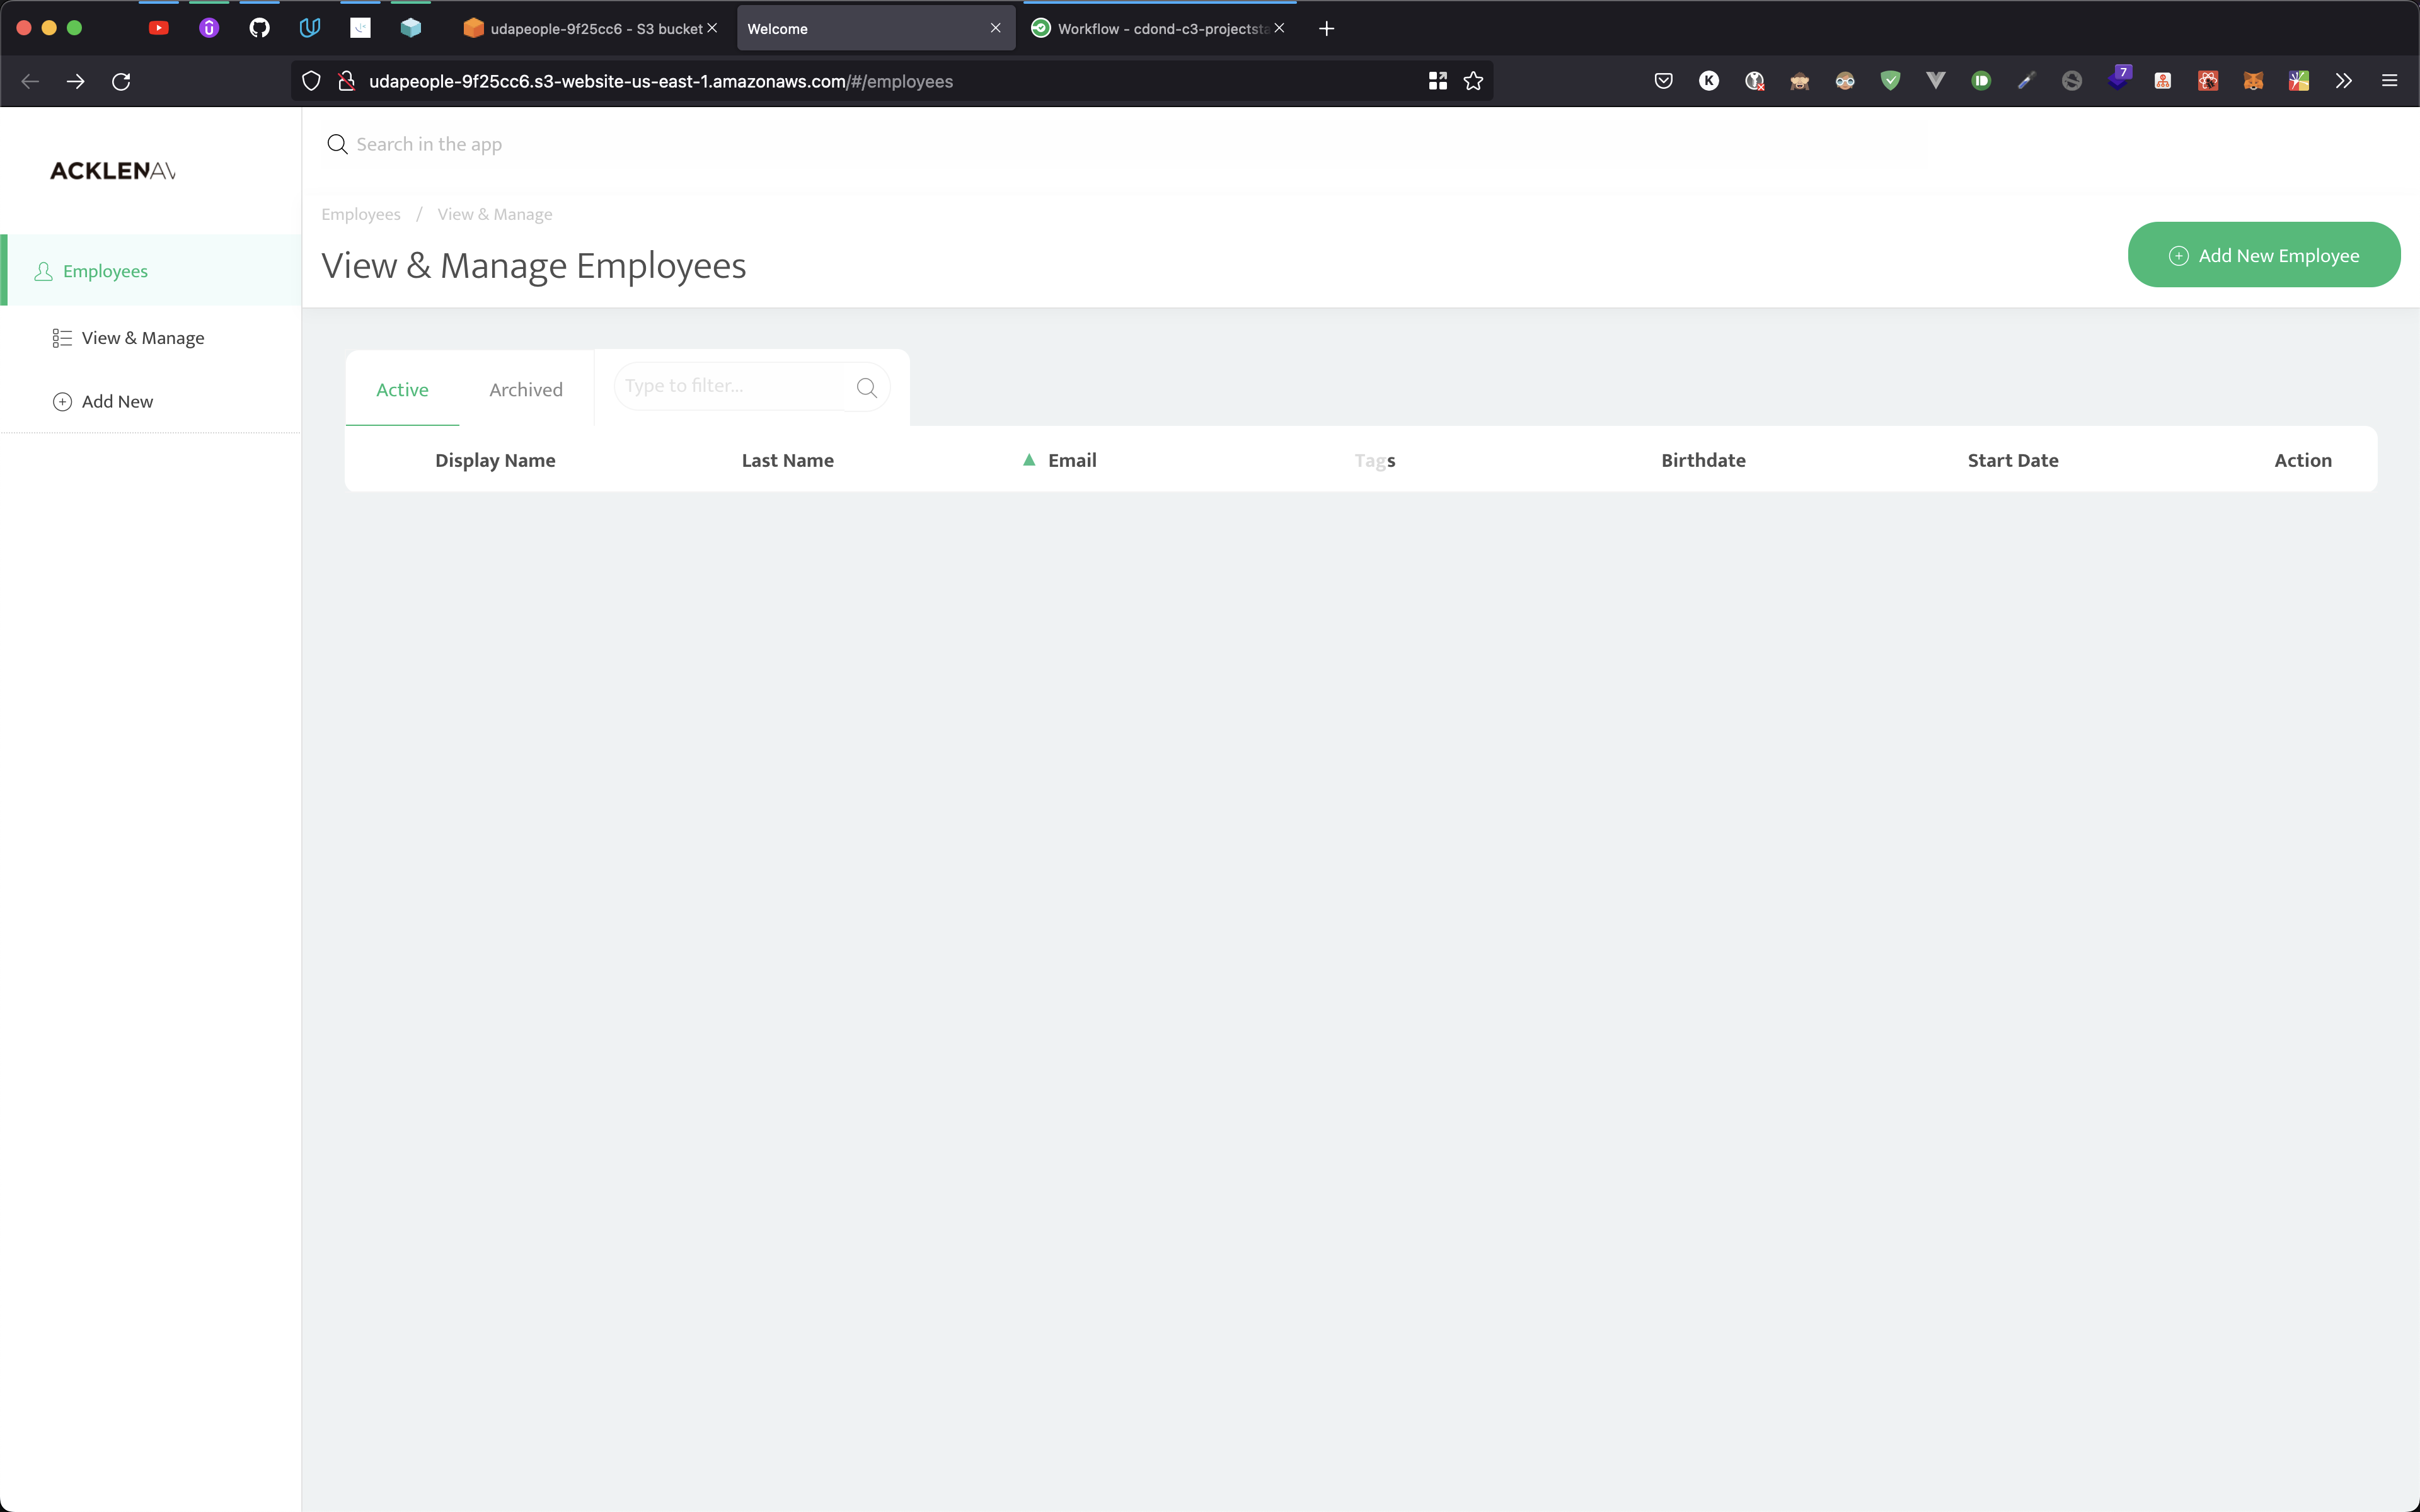 udapeople-9f25cc6 - S3 bucket
Welcome
Workflow - cdond-c3-projectsta
udapeople-9f25cc6.s3-website-us-east-1.amazonaws.com/#/employees
K
7
Search in the app
ACKLENAV
Employees / View & Manage
View & Manage Employees
Add New Employee
Employees
View & Manage
Add New
Active
Archived
Type to filter...
Display Name
Last Name
Email
Tags
Birthdate
Start Date
Action